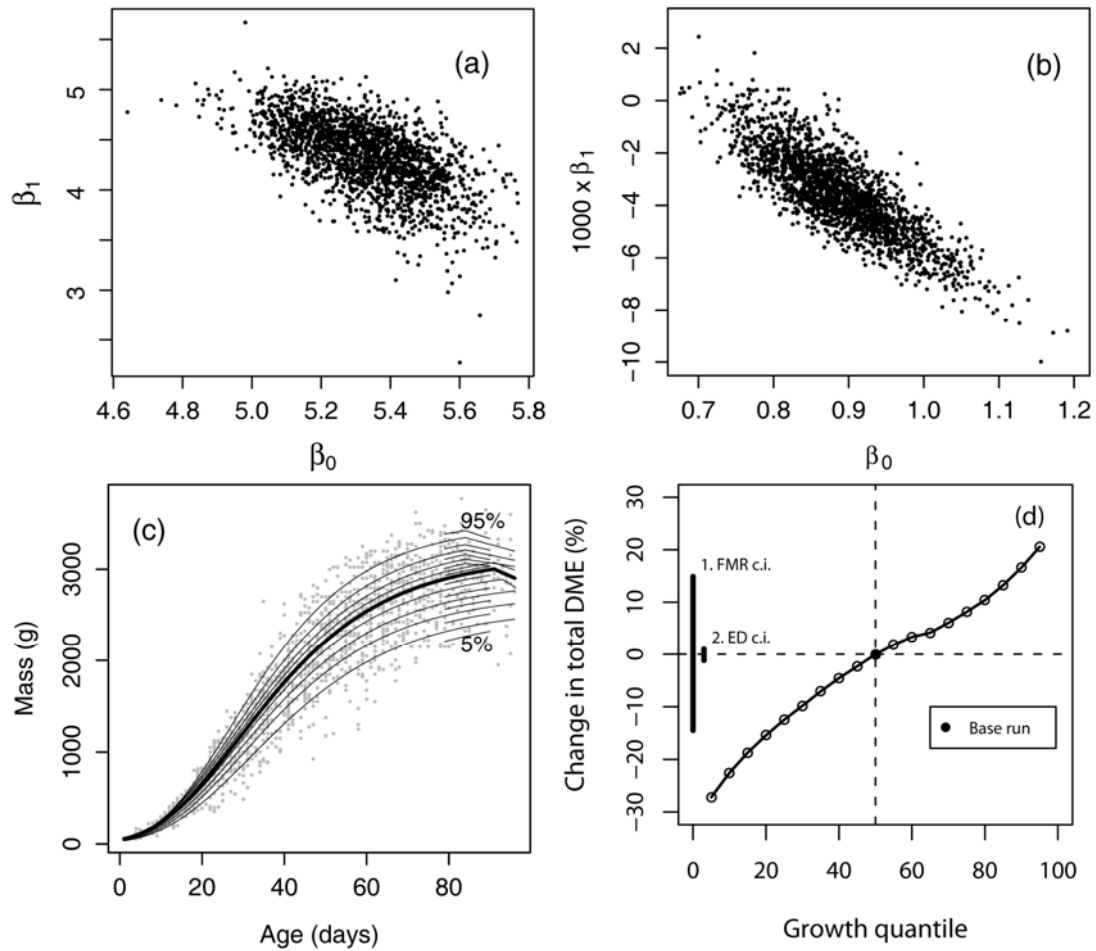 (a)
β1
5
4
3
4.6 4.8 5.0 5.2 5.4 5.6 5.8
β0
(b)
1000 x β1
2
0
−2
−4
−6
−8
−10
0.7 0.8 0.9 1.0 1.1 1.2
β0
(c)
95%
5%
Mass (g)
3000
2000
1000
0
0 20 40 60 80
Age (days)
(d)
Change in total DME (%)
30
20
10
0
−10
−20
−30
1. FMR c.i.
2. ED c.i.
Base run
0 20 40 60 80 100
Growth quantile